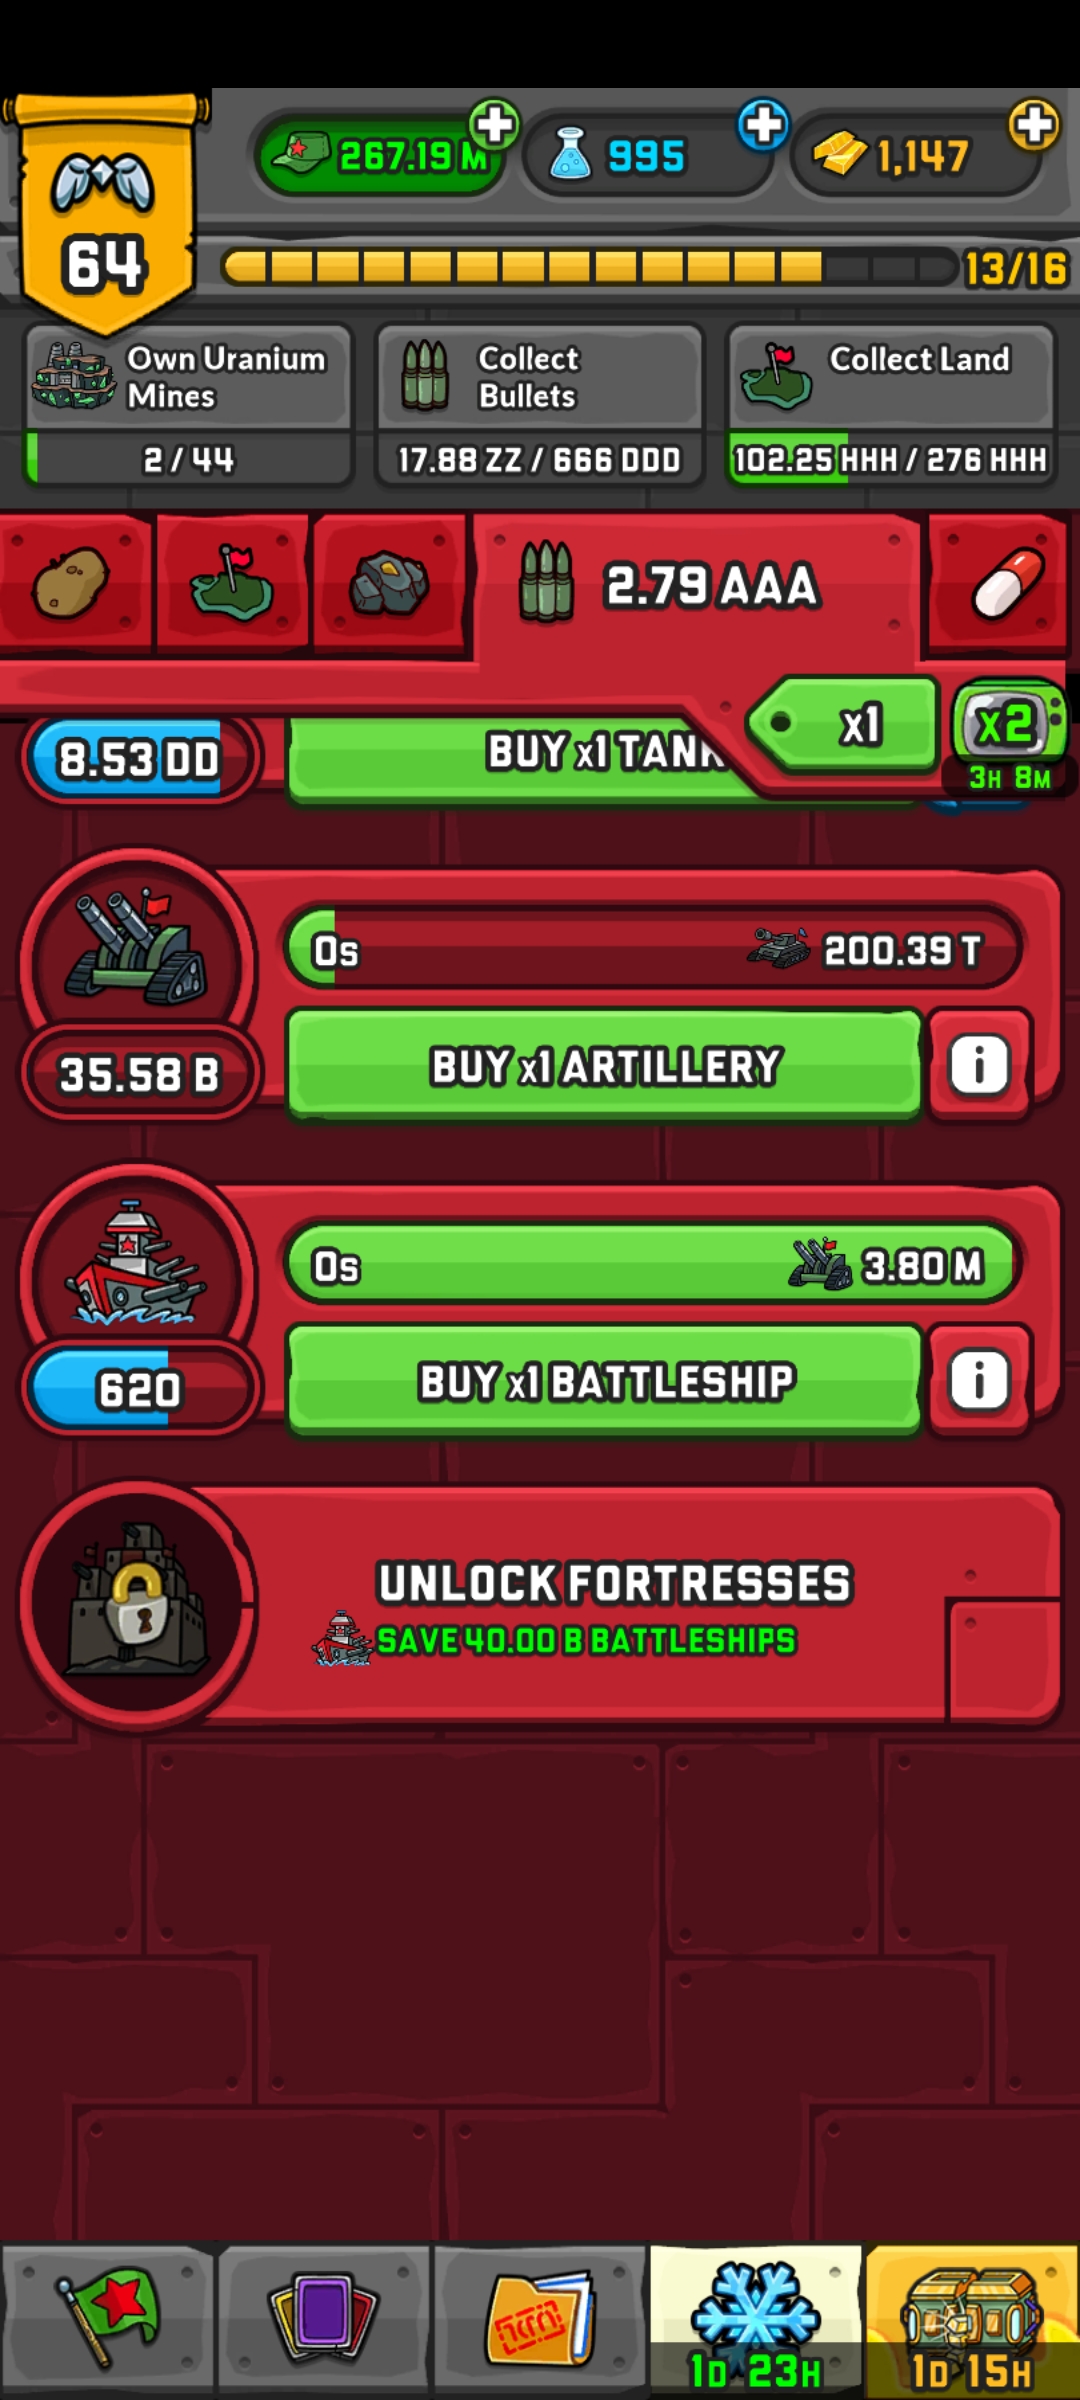 267.19 M
995
1,147
64
13/16
Own Uranium
Mines
2 / 44
Collect
Bullets
17.88 ZZ / 666 DDD
Collect Land
102.25 HHH / 276 HHH
2.79 AAA
x1
x2
3H 8M
8.53 DD
BUY x1 TANK
0s
200.39 T
35.58 B
BUY x1 ARTILLERY
i
0s
3.80 M
620
BUY x1 BATTLESHIP
i
UNLOCK FORTRESSES
SAVE 40.00 B BATTLESHIPS
1D 23H
1D 15H